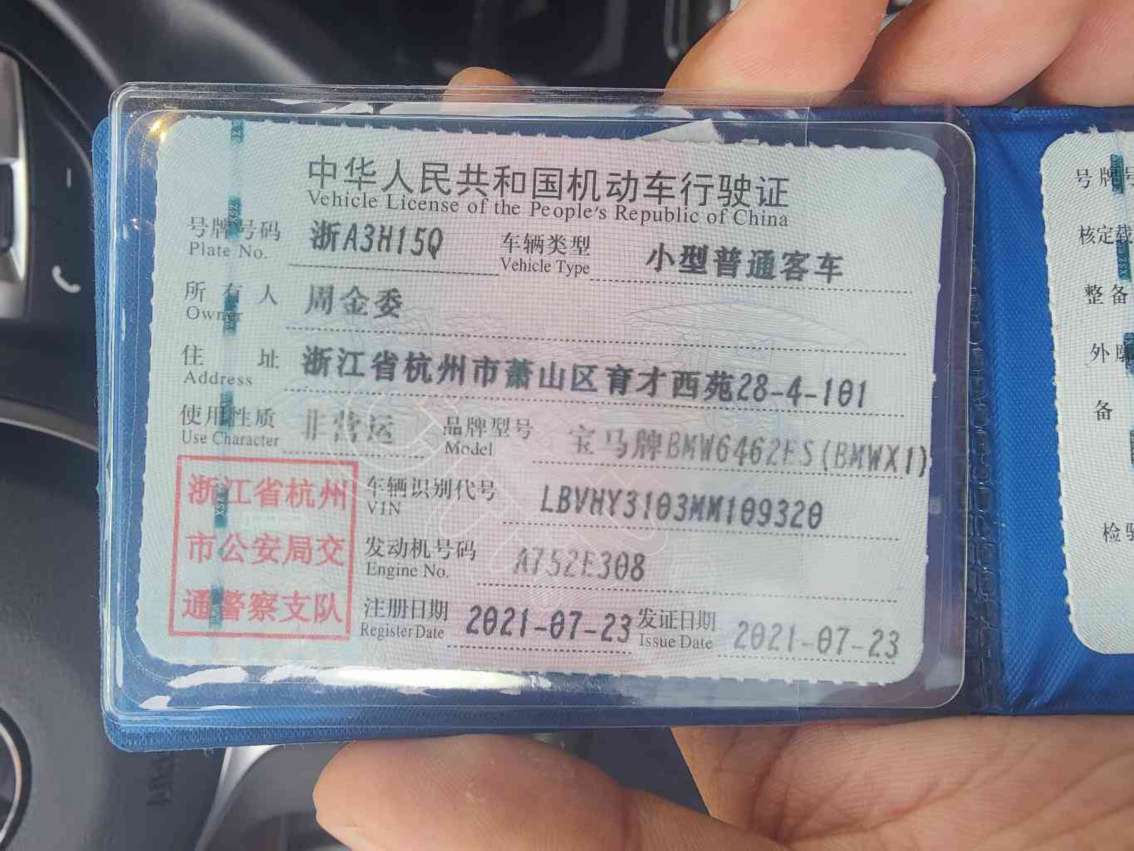 中华人民共和国机动车行驶证
Vehicle License of the People's Republic of China
号牌号码 浙A3H15Q 车辆类型 小型普通客车
Plate No. Vehicle Type
所有人 周金委
Owner
住址 浙江省杭州市萧山区育才西苑28-4-101
Address
使用性质 非营运 品牌型号 宝马牌BMW6462ES(BMWX1)
Use Character Model
浙江省杭州
市公安局交
通警察支队
车辆识别代号 LBVHY3103MM109320
VIN
发动机号码 A752E308
Engine No.
注册日期 2021-07-23 发证日期 2021-07-23
Register Date Issue Date
号牌号
核定载
整备
外廓
备
检验